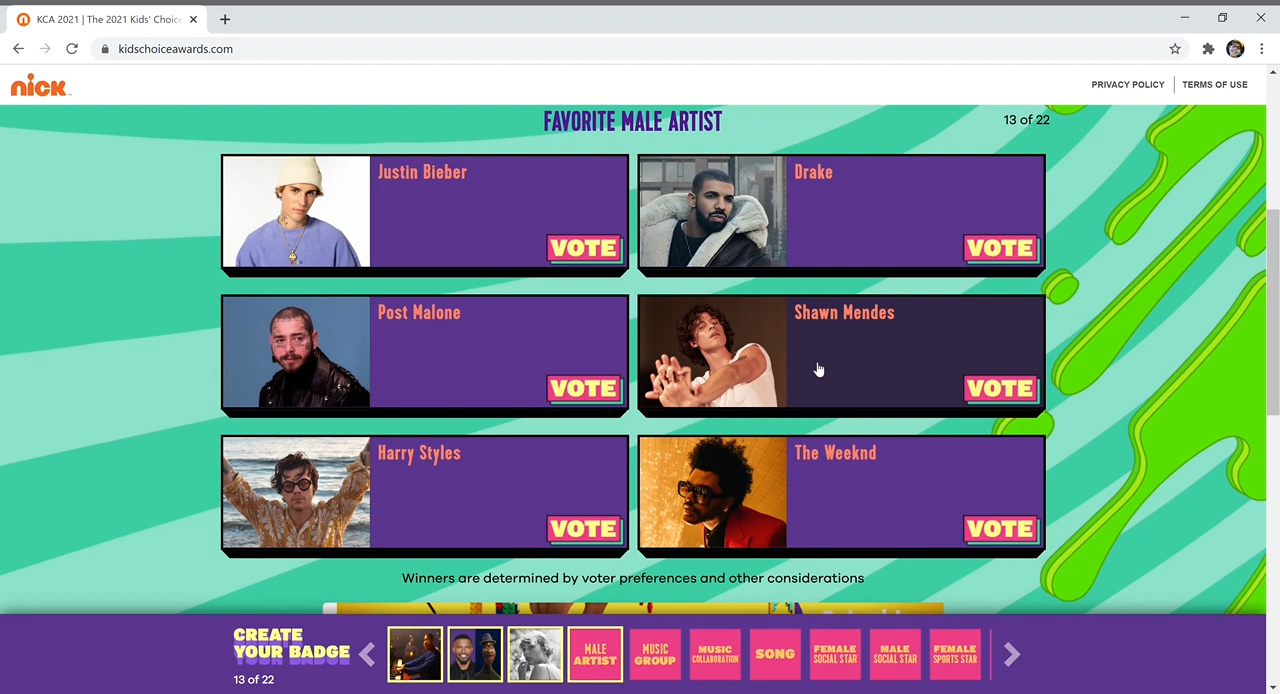 KCA 2021 | The 2021 Kids' Choice
kidschoiceawards.com
nick
PRIVACY POLICY
TERMS OF USE
FAVORITE MALE ARTIST
13 of 22
Justin Bieber
VOTE
Drake
VOTE
Post Malone
VOTE
Shawn Mendes
VOTE
Harry Styles
VOTE
The Weeknd
VOTE
Winners are determined by voter preferences and other considerations
CREATE
YOUR BADGE
13 of 22
MALE
ARTIST
MUSIC
GROUP
MUSIC
COLLABORATION
SONG
FEMALE
SOCIAL STAR
MALE
SOCIAL STAR
FEMALE
SPORTS STAR